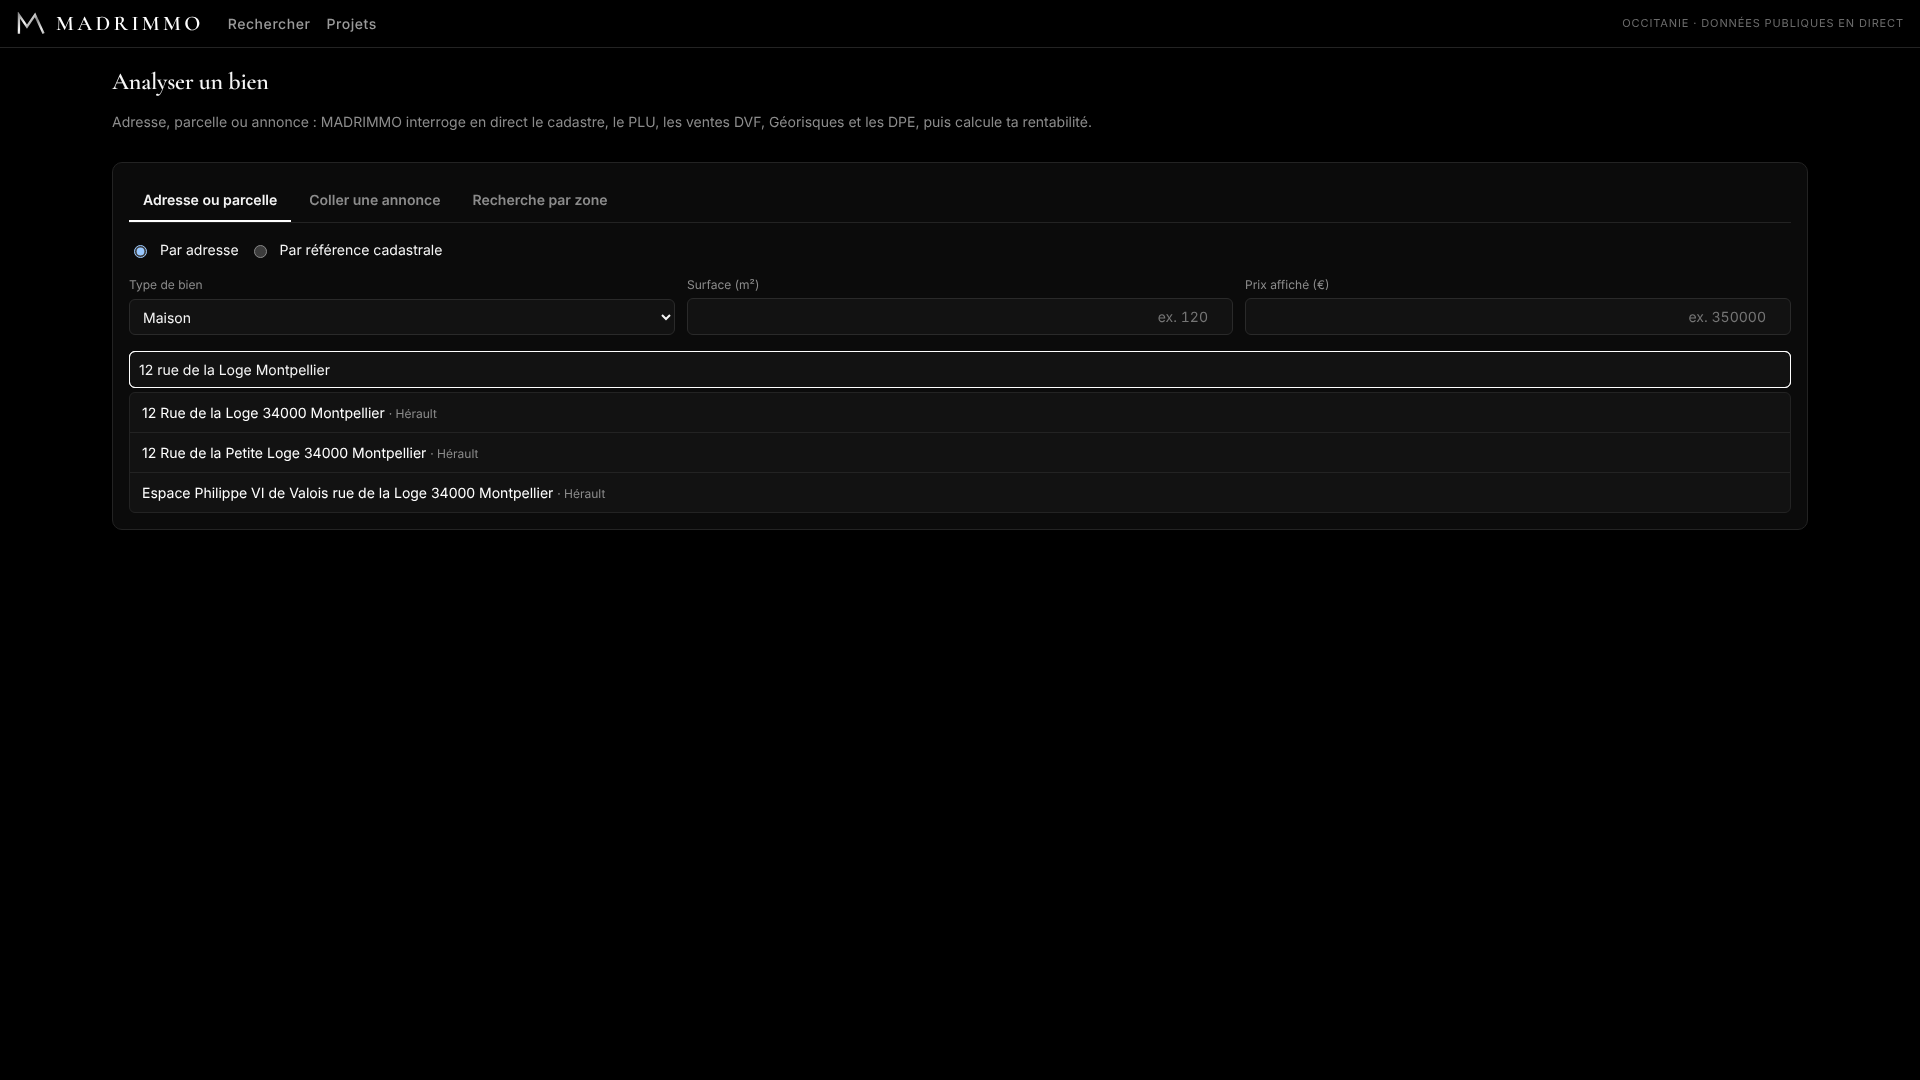 MADRIMMO Rechercher Projets OCCITANIE · DONNÉES PUBLIQUES EN DIRECT
Analyser un bien
Adresse, parcelle ou annonce : MADRIMMO interroge en direct le cadastre, le PLU, les ventes DVF, Géorisques et les DPE, puis calcule ta rentabilité.
Adresse ou parcelle Coller une annonce Recherche par zone
Par adresse Par référence cadastrale
Type de bien Surface (m²) Prix affiché (€)
Maison ex. 120 ex. 350000
12 rue de la Loge Montpellier
12 Rue de la Loge 34000 Montpellier · Hérault
12 Rue de la Petite Loge 34000 Montpellier · Hérault
Espace Philippe VI de Valois rue de la Loge 34000 Montpellier · Hérault